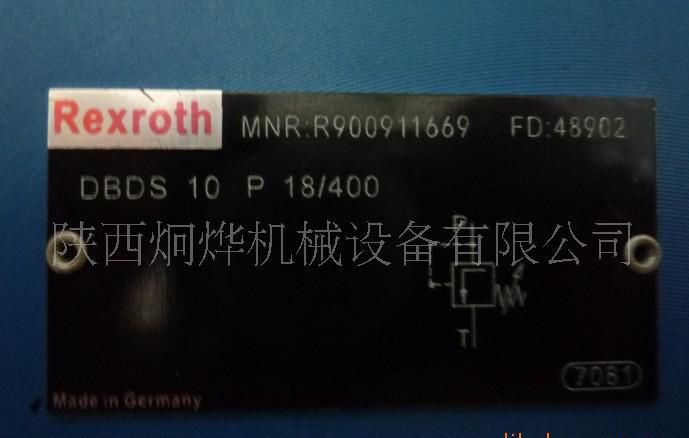 Rexroth MNR:R900911669 FD:48902
DBDS 10 P 18/400
陕西炯烨机械设备有限公司
P
T
7081
Made in Germany